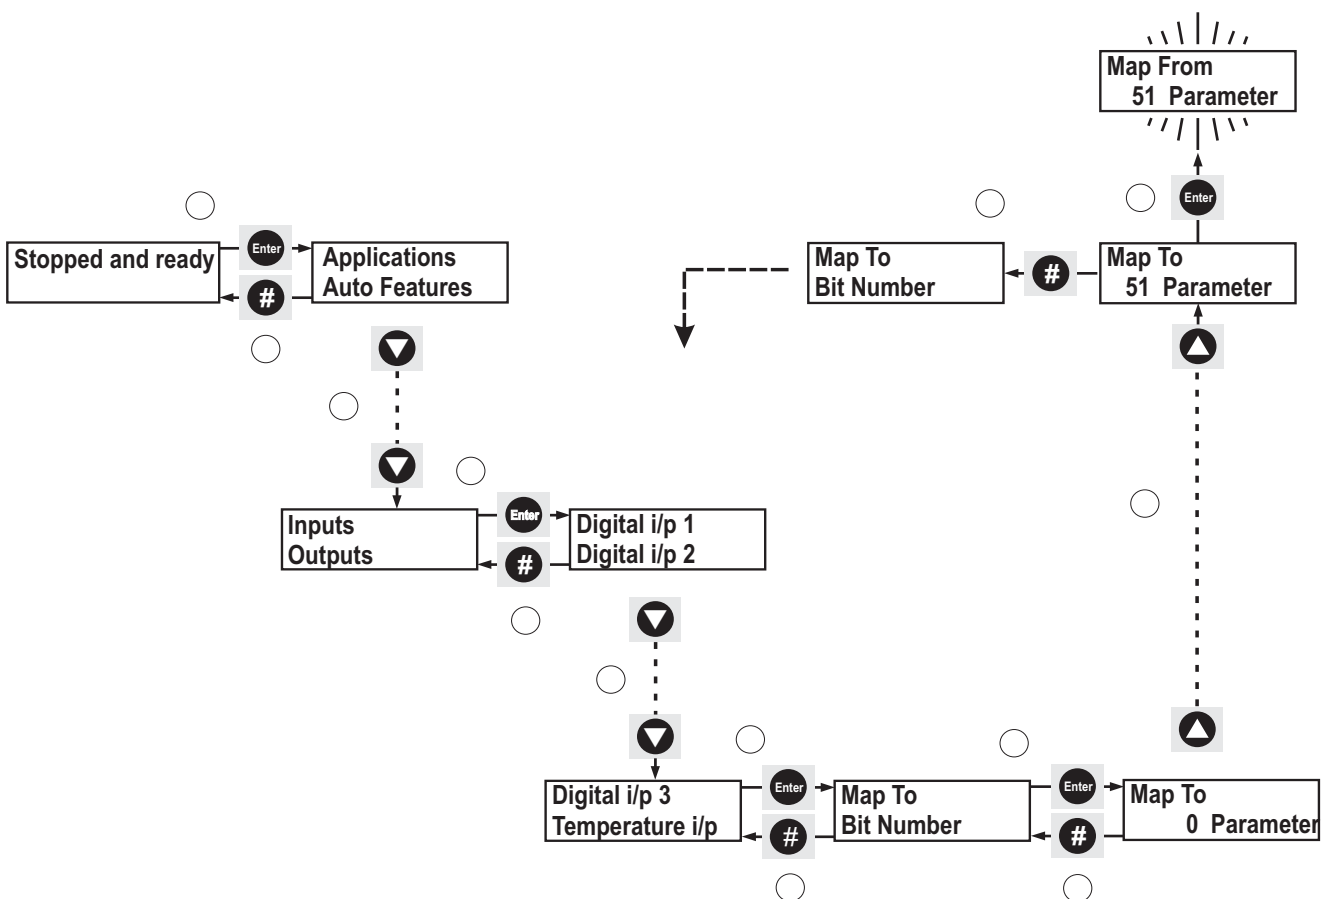 Map From
51 Parameter
Enter
Stopped and ready
Enter
#
Applications
Auto Features
Map To
Bit Number
#
Map To
51 Parameter
Inputs
Outputs
Enter
#
Digital i/p 1
Digital i/p 2
Digital i/p 3
Temperature i/p
Enter
#
Map To
Bit Number
Enter
#
Map To
0 Parameter